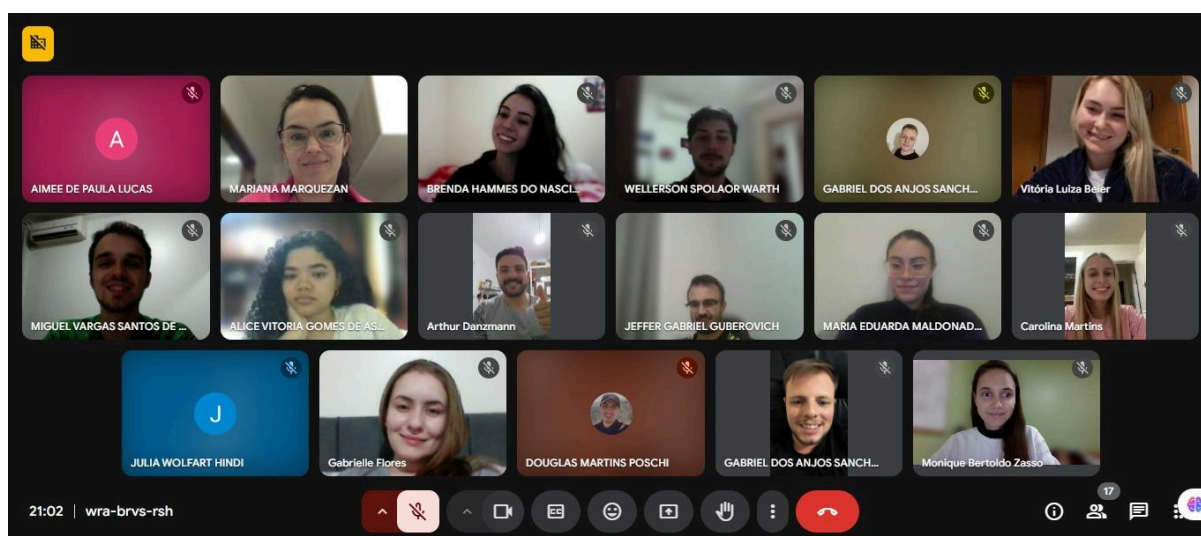 A
AIMEE DE PAULA LUCAS
MARIANA MARQUEZAN
BRENDA HAMMES DO NASCI...
WELLERSON SPOLAOR WARTH
GABRIEL DOS ANJOS SANCH...
Vitória Luiza Beier
MIGUEL VARGAS SANTOS DE ...
ALICE VITORIA GOMES DE AS...
Arthur Danzmann
JEFFER GABRIEL GUBEROVICH
MARIA EDUARDA MALDONAD...
Carolina Martins
J
JULIA WOLFART HINDI
Gabrielle Flores
DOUGLAS MARTINS POSCHI
GABRIEL DOS ANJOS SANCH...
Monique Bertoldo Zasso
21:02 | wra-brvs-rsh
CC
17